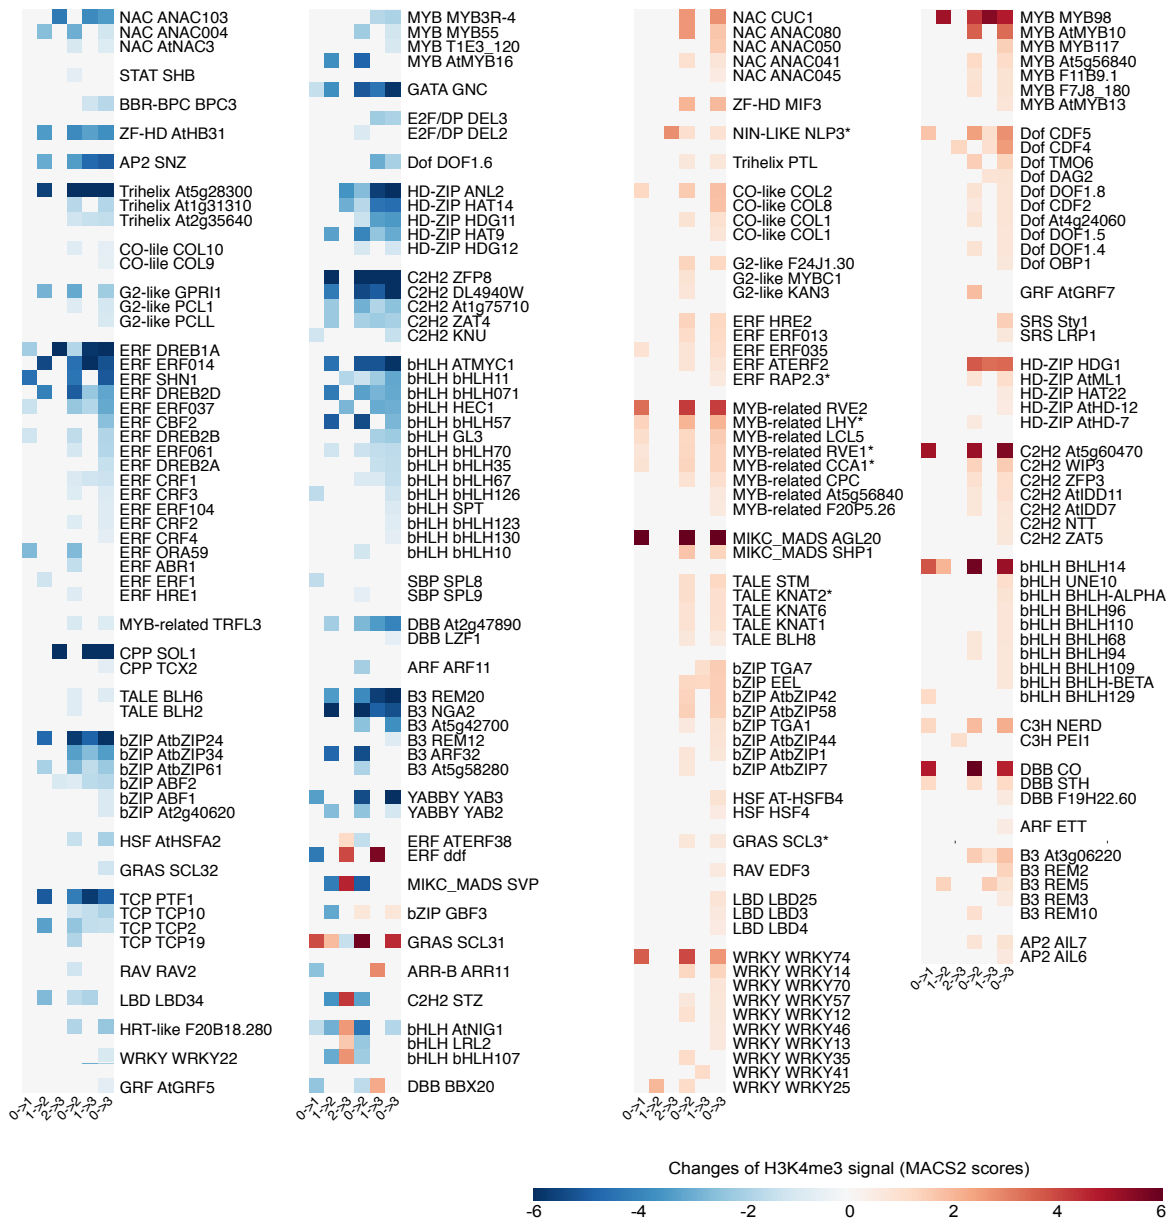 NAC ANAC103
NAC ANAC004
NAC AtNAC3
STAT SHB
BBR-BPC BPC3
ZF-HD AtHB31
AP2 SNZ
Trihelix At5g28300
Trihelix At1g31310
Trihelix At2g35640
CO-lile COL10
CO-lile COL9
G2-like GPRI1
G2-like PCL1
G2-like PCLL
ERF DREB1A
ERF ERF014
ERF SHN1
ERF DREB2D
ERF ERF037
ERF CBF2
ERF DREB2B
ERF ERF061
ERF DREB2A
ERF CRF1
ERF CRF3
ERF ERF104
ERF CRF2
ERF CRF4
ERF ORA59
ERF ABR1
ERF ERF1
ERF HRE1
MYB-related TRFL3
CPP SOL1
CPP TCX2
TALE BLH6
TALE BLH2
bZIP AtbZIP24
bZIP AtbZIP34
bZIP AtbZIP61
bZIP ABF2
bZIP ABF1
bZIP At2g40620
HSF AtHSFA2
GRAS SCL32
TCP PTF1
TCP TCP10
TCP TCP2
TCP TCP19
RAV RAV2
LBD LBD34
HRT-like F20B18.280
WRKY WRKY22
GRF AtGRF5
0->1 1->2 2->3 0->2 1->3 0->3
MYB MYB3R-4
MYB MYB55
MYB T1E3_120
MYB AtMYB16
GATA GNC
E2F/DP DEL3
E2F/DP DEL2
Dof DOF1.6
HD-ZIP ANL2
HD-ZIP HAT14
HD-ZIP HDG11
HD-ZIP HAT9
HD-ZIP HDG12
C2H2 ZFP8
C2H2 DL4940W
C2H2 At1g75710
C2H2 ZAT4
C2H2 KNU
bHLH ATMYC1
bHLH bHLH11
bHLH bHLH071
bHLH HEC1
bHLH bHLH57
bHLH GL3
bHLH bHLH70
bHLH bHLH35
bHLH bHLH67
bHLH bHLH126
bHLH SPT
bHLH bHLH123
bHLH bHLH130
bHLH bHLH10
SBP SPL8
SBP SPL9
DBB At2g47890
DBB LZF1
ARF ARF11
B3 REM20
B3 NGA2
B3 At5g42700
B3 REM12
B3 ARF32
B3 At5g58280
YABBY YAB3
YABBY YAB2
ERF ATERF38
ERF ddf
MIKC_MADS SVP
bZIP GBF3
GRAS SCL31
ARR-B ARR11
C2H2 STZ
bHLH AtNIG1
bHLH LRL2
bHLH bHLH107
DBB BBX20
0->1 1->2 2->3 0->2 1->3 0->3
NAC CUC1
NAC ANAC080
NAC ANAC050
NAC ANAC041
NAC ANAC045
ZF-HD MIF3
NIN-LIKE NLP3*
Trihelix PTL
CO-like COL2
CO-like COL8
CO-like COL1
CO-like COL1
G2-like F24J1.30
G2-like MYBC1
G2-like KAN3
ERF HRE2
ERF ERF013
ERF ERF035
ERF ATERF2
ERF RAP2.3*
MYB-related RVE2
MYB-related LHY*
MYB-related LCL5
MYB-related RVE1*
MYB-related CCA1*
MYB-related CPC
MYB-related At5g56840
MYB-related F20P5.26
MIKC_MADS AGL20
MIKC_MADS SHP1
TALE STM
TALE KNAT2*
TALE KNAT6
TALE KNAT1
TALE BLH8
bZIP TGA7
bZIP EEL
bZIP AtbZIP42
bZIP AtbZIP58
bZIP TGA1
bZIP AtbZIP44
bZIP AtbZIP1
bZIP AtbZIP7
HSF AT-HSFB4
HSF HSF4
GRAS SCL3*
RAV EDF3
LBD LBD25
LBD LBD3
LBD LBD4
WRKY WRKY74
WRKY WRKY14
WRKY WRKY70
WRKY WRKY57
WRKY WRKY12
WRKY WRKY46
WRKY WRKY13
WRKY WRKY35
WRKY WRKY41
WRKY WRKY25
0->1 1->2 2->3 0->2 1->3 0->3
MYB MYB98
MYB AtMYB10
MYB MYB117
MYB At5g56840
MYB F11B9.1
MYB F7J8_180
MYB AtMYB13
Dof CDF5
Dof CDF4
Dof TMO6
Dof DAG2
Dof DOF1.8
Dof CDF2
Dof At4g24060
Dof DOF1.5
Dof DOF1.4
Dof OBP1
GRF AtGRF7
SRS Sty1
SRS LRP1
HD-ZIP HDG1
HD-ZIP AtML1
HD-ZIP HAT22
HD-ZIP AtHD-12
HD-ZIP AtHD-7
C2H2 At5g60470
C2H2 WIP3
C2H2 ZFP3
C2H2 AtIDD11
C2H2 AtIDD7
C2H2 NTT
C2H2 ZAT5
bHLH BHLH14
bHLH UNE10
bHLH BHLH-ALPHA
bHLH BHLH96
bHLH BHLH110
bHLH BHLH68
bHLH BHLH94
bHLH BHLH109
bHLH BHLH-BETA
bHLH BHLH129
C3H NERD
C3H PEI1
DBB CO
DBB STH
DBB F19H22.60
ARF ETT
B3 At3g06220
B3 REM2
B3 REM5
B3 REM3
B3 REM10
AP2 AIL7
AP2 AIL6
0->1 1->2 2->3 0->2 1->3 0->3
Changes of H3K4me3 signal (MACS2 scores)
-6 -4 -2 0 2 4 6